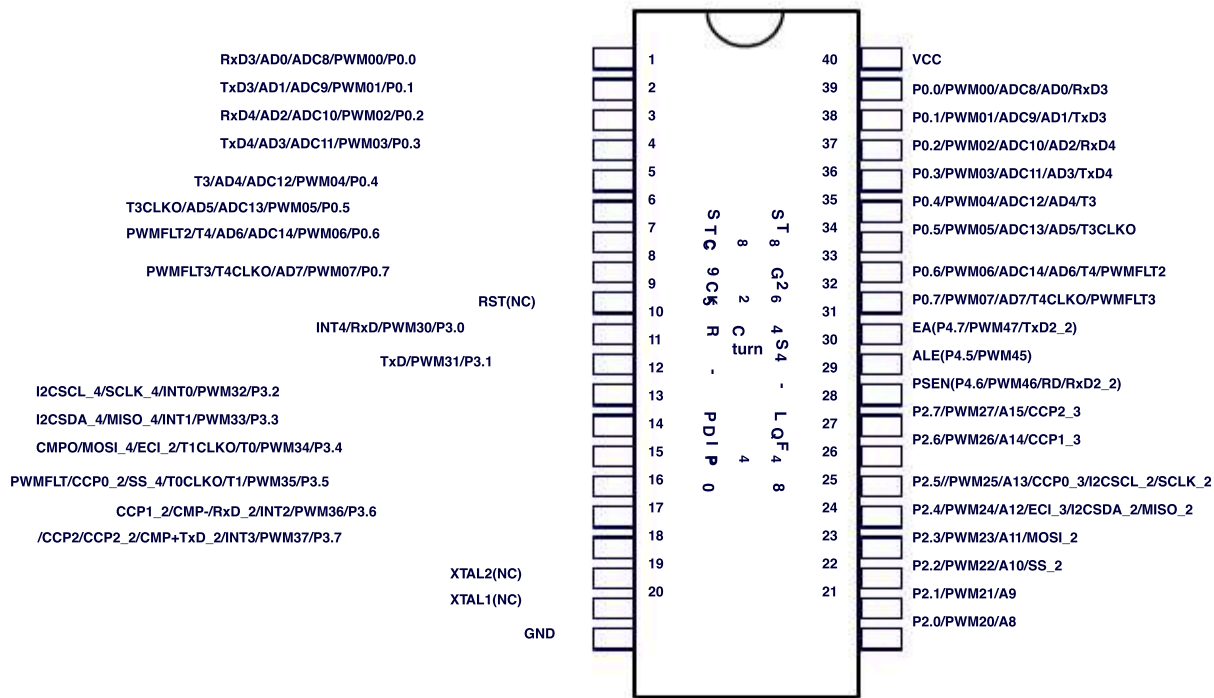 RxD3/AD0/ADC8/PWM00/P0.0
TxD3/AD1/ADC9/PWM01/P0.1
RxD4/AD2/ADC10/PWM02/P0.2
TxD4/AD3/ADC11/PWM03/P0.3
T3/AD4/ADC12/PWM04/P0.4
T3CLKO/AD5/ADC13/PWM05/P0.5
PWMFLT2/T4/AD6/ADC14/PWM06/P0.6
PWMFLT3/T4CLKO/AD7/PWM07/P0.7
RST(NC)
INT4/RxD/PWM30/P3.0
TxD/PWM31/P3.1
I2CSCL_4/SCLK_4/INT0/PWM32/P3.2
I2CSDA_4/MISO_4/INT1/PWM33/P3.3
CMPO/MOSI_4/ECI_2/T1CLKO/T0/PWM34/P3.4
PWMFLT/CCP0_2/SS_4/T0CLKO/T1/PWM35/P3.5
CCP1_2/CMP-/RxD_2/INT2/PWM36/P3.6
/CCP2/CCP2_2/CMP+TxD_2/INT3/PWM37/P3.7
XTAL2(NC)
XTAL1(NC)
GND
1
2
3
4
5
6
7
8
9
10
11
12
13
14
15
16
17
18
19
20
turn
40
39
38
37
36
35
34
33
32
31
30
29
28
27
26
25
24
23
22
21
VCC
P0.0/PWM00/ADC8/AD0/RxD3
P0.1/PWM01/ADC9/AD1/TxD3
P0.2/PWM02/ADC10/AD2/RxD4
P0.3/PWM03/ADC11/AD3/TxD4
P0.4/PWM04/ADC12/AD4/T3
P0.5/PWM05/ADC13/AD5/T3CLKO
P0.6/PWM06/ADC14/AD6/T4/PWMFLT2
P0.7/PWM07/AD7/T4CLKO/PWMFLT3
EA(P4.7/PWM47/TxD2_2)
ALE(P4.5/PWM45)
PSEN(P4.6/PWM46/RD/RxD2_2)
P2.7/PWM27/A15/CCP2_3
P2.6/PWM26/A14/CCP1_3
P2.5//PWM25/A13/CCP0_3/I2CSCL_2/SCLK_2
P2.4/PWM24/A12/ECI_3/I2CSDA_2/MISO_2
P2.3/PWM23/A11/MOSI_2
P2.2/PWM22/A10/SS_2
P2.1/PWM21/A9
P2.0/PWM20/A8